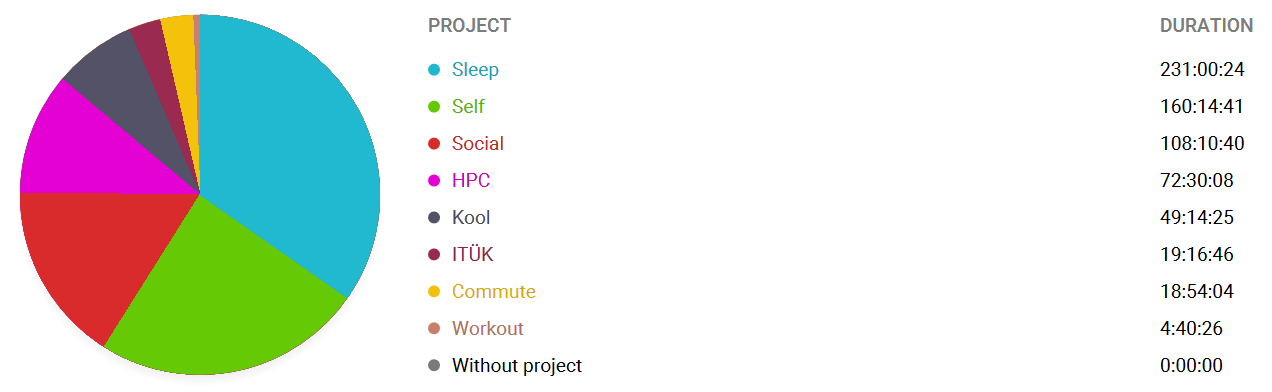 PROJECT DURATION
Sleep 231:00:24
Self 160:14:41
Social 108:10:40
HPC 72:30:08
Kool 49:14:25
ITÜK 19:16:46
Commute 18:54:04
Workout 4:40:26
Without project 0:00:00